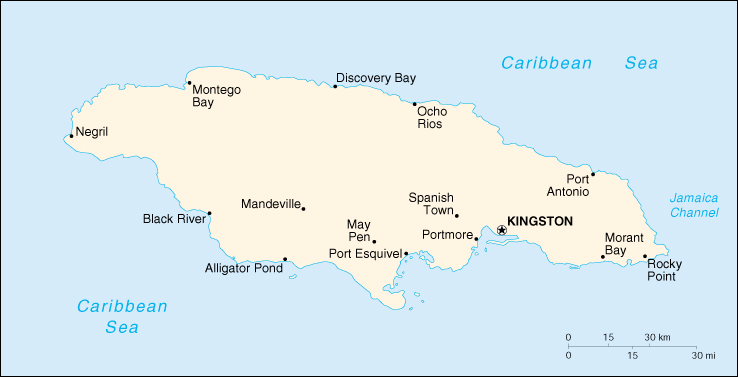 Caribbean Sea
Discovery Bay
Montego
Bay
Ocho
Rios
Negril
Port
Antonio
Jamaica
Channel
Mandeville
Spanish
Town
Black River
KINGSTON
May
Pen
Portmore
Morant
Bay
Port Esquivel
Alligator Pond
Rocky
Point
Caribbean
Sea
0 15 30 km
0 15 30 mi